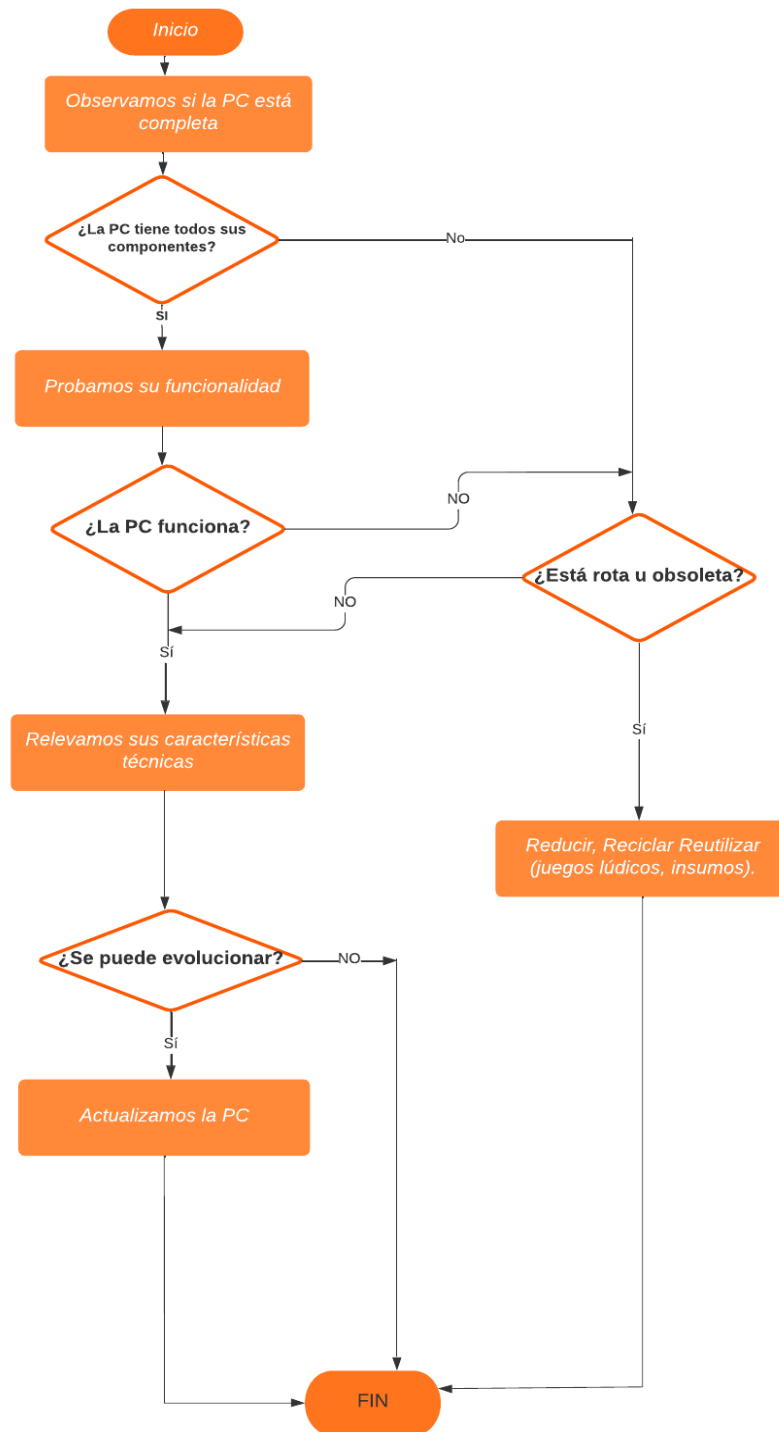 Inicio
Observamos si la PC está
completa
¿La PC tiene todos sus
componentes?
No
SI
Probamos su funcionalidad
¿La PC funciona?
NO
¿Está rota u obsoleta?
NO
Sí
Relevamos sus características
técnicas
Sí
Reducir, Reciclar Reutilizar
(juegos lúdicos, insumos).
¿Se puede evolucionar?
NO
Sí
Actualizamos la PC
FIN